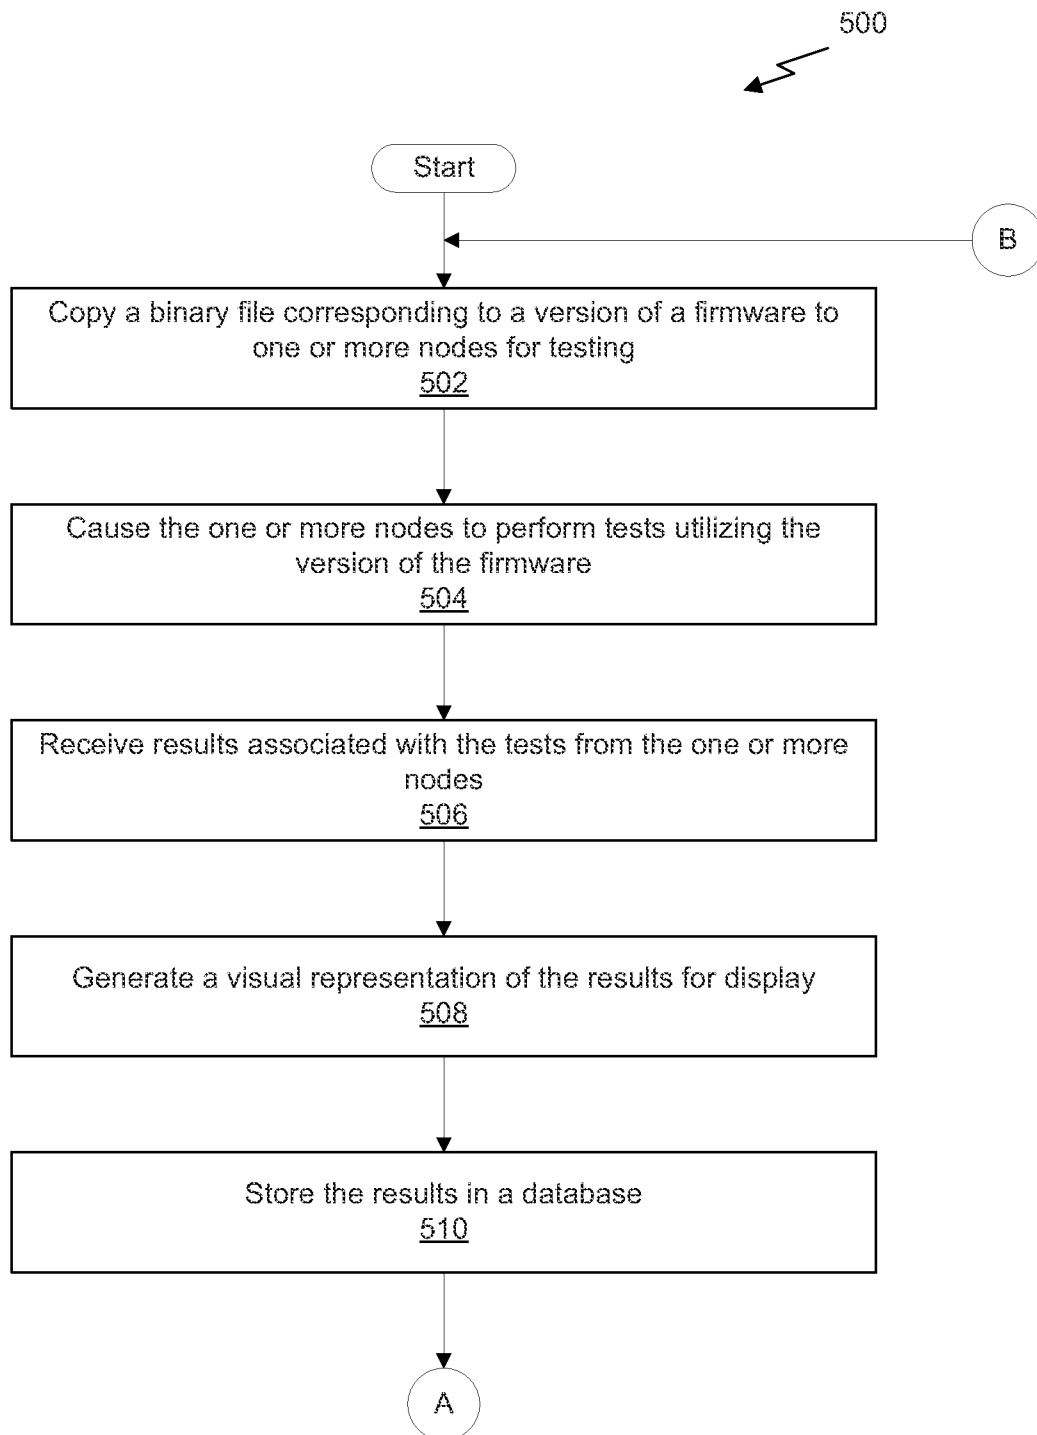 500
Start
B
Copy a binary file corresponding to a version of a firmware to
one or more nodes for testing
502
Cause the one or more nodes to perform tests utilizing the
version of the firmware
504
Receive results associated with the tests from the one or more
nodes
506
Generate a visual representation of the results for display
508
Store the results in a database
510
A